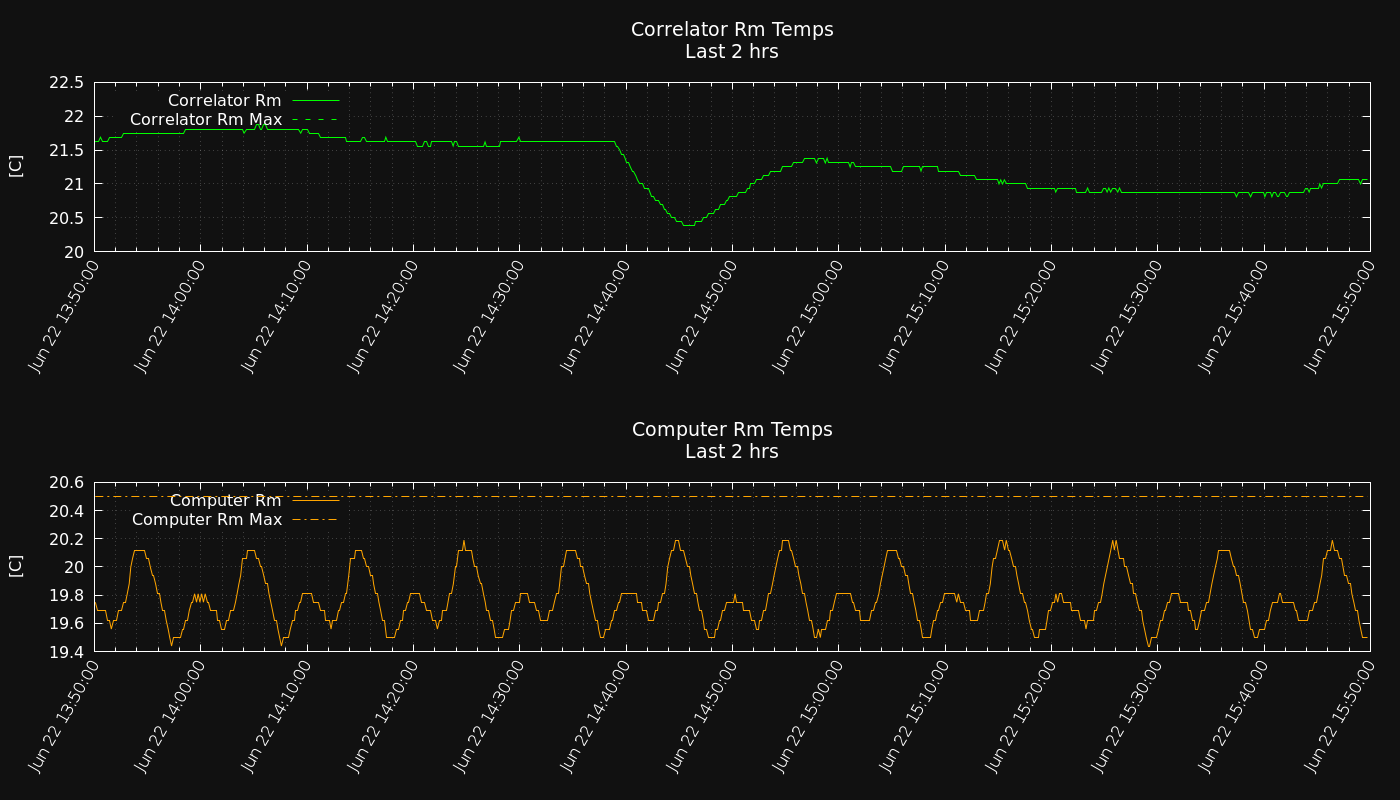 Correlator Rm Temps
Last 2 hrs
22.5
22
21.5
21
20.5
20
[C]
Correlator Rm
Correlator Rm Max
Jun 22 13:50:00
Jun 22 14:00:00
Jun 22 14:10:00
Jun 22 14:20:00
Jun 22 14:30:00
Jun 22 14:40:00
Jun 22 14:50:00
Jun 22 15:00:00
Jun 22 15:10:00
Jun 22 15:20:00
Jun 22 15:30:00
Jun 22 15:40:00
Jun 22 15:50:00
Computer Rm Temps
Last 2 hrs
20.6
20.4
20.2
20
19.8
19.6
19.4
[C]
Computer Rm
Computer Rm Max
Jun 22 13:50:00
Jun 22 14:00:00
Jun 22 14:10:00
Jun 22 14:20:00
Jun 22 14:30:00
Jun 22 14:40:00
Jun 22 14:50:00
Jun 22 15:00:00
Jun 22 15:10:00
Jun 22 15:20:00
Jun 22 15:30:00
Jun 22 15:40:00
Jun 22 15:50:00